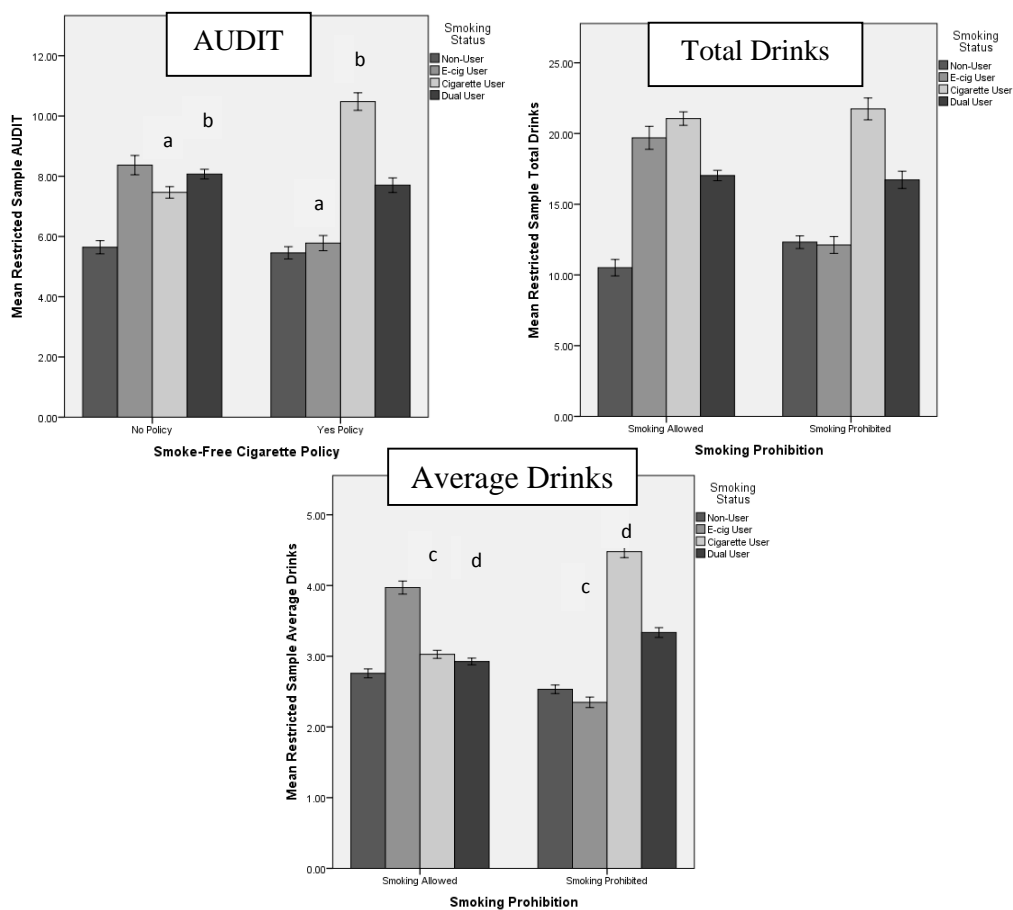 AUDIT
Smoking
Status
Non-User
E-cig User
Cigarette User
Dual User
Mean Restricted Sample AUDIT
12.00
10.00
8.00
6.00
4.00
2.00
0.00
a
b
a
b
No Policy
Yes Policy
Smoke-Free Cigarette Policy
Total Drinks
Smoking
Status
Non-User
E-cig User
Cigarette User
Dual User
Mean Restricted Sample Total Drinks
25.00
20.00
15.00
10.00
5.00
0.00
Smoking Allowed
Smoking Prohibited
Smoking Prohibition
Average Drinks
Smoking
Status
Non-User
E-cig User
Cigarette User
Dual User
Mean Restricted Sample Average Drinks
5.00
4.00
3.00
2.00
1.00
0.00
c
d
c
d
Smoking Allowed
Smoking Prohibited
Smoking Prohibition